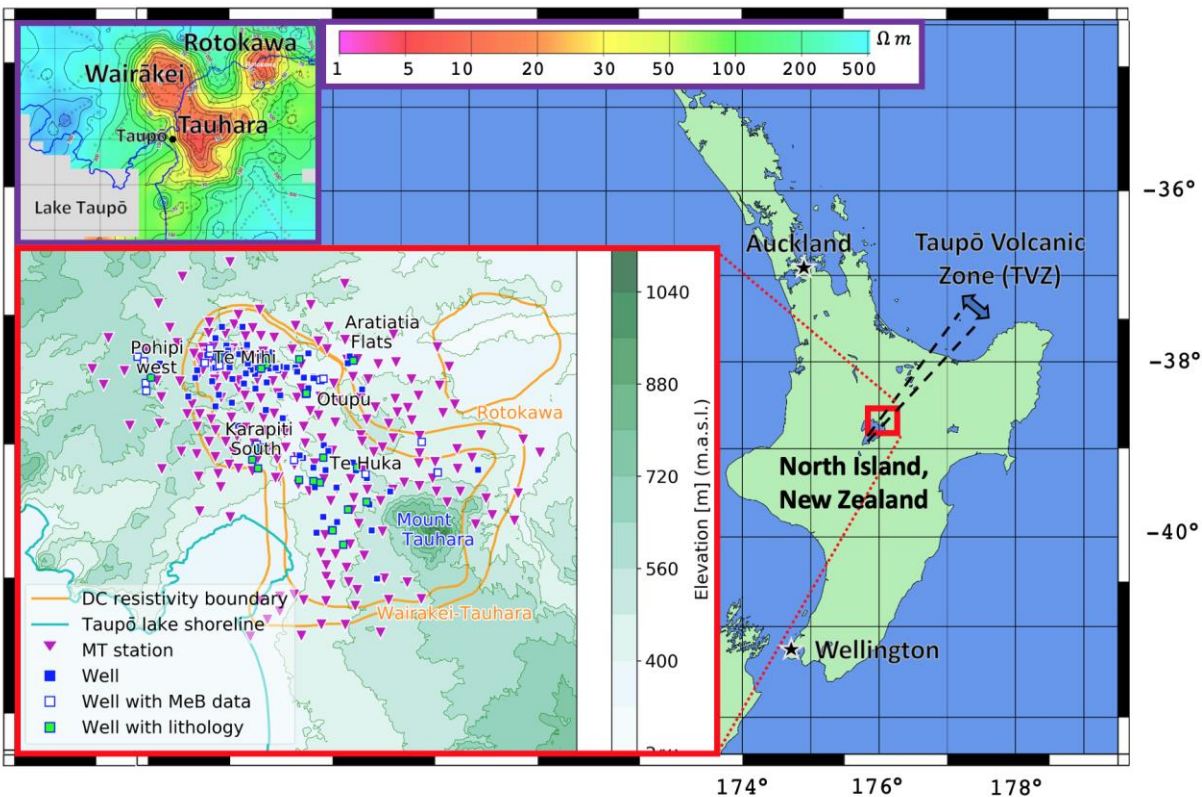 Rotokawa
Wairākei
Tauhara
Taupō
Lake Taupō
Ω m
1 5 10 20 30 50 100 200 500
-36°
-38°
-40°
174° 176° 178°
Auckland
Taupō Volcanic
Zone (TVZ)
North Island,
New Zealand
Wellington
Aratiatia
Flats
Pohipi
west
Te Mihi
Otupu
Rotokawa
Karapiti
South
Te Huka
Mount
Tauhara
Wairakei-Tauhara
DC resistivity boundary
Taupō lake shoreline
MT station
Well
Well with MeB data
Well with lithology
1040
880
720
560
400
Elevation [m] (m.a.s.l.)